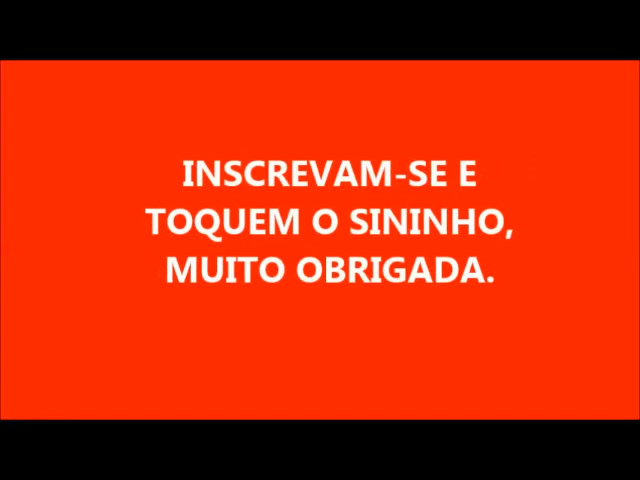 INSCREVAM-SE E
TOQUEM O SININHO,
MUITO OBRIGADA.